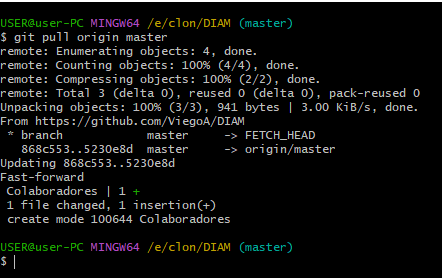 USER@user-PC MINGW64 /e/clon/DIAM (master)
$ git pull origin master
remote: Enumerating objects: 4, done.
remote: Counting objects: 100% (4/4), done.
remote: Compressing objects: 100% (2/2), done.
remote: Total 3 (delta 0), reused 0 (delta 0), pack-reused 0
Unpacking objects: 100% (3/3), 941 bytes | 3.00 KiB/s, done.
From https://github.com/ViegoA/DIAM
 * branch            master     -> FETCH_HEAD
   868c553..5230e8d  master     -> origin/master
Updating 868c553..5230e8d
Fast-forward
 Colaboradores | 1 +
 1 file changed, 1 insertion(+)
 create mode 100644 Colaboradores
USER@user-PC MINGW64 /e/clon/DIAM (master)
$